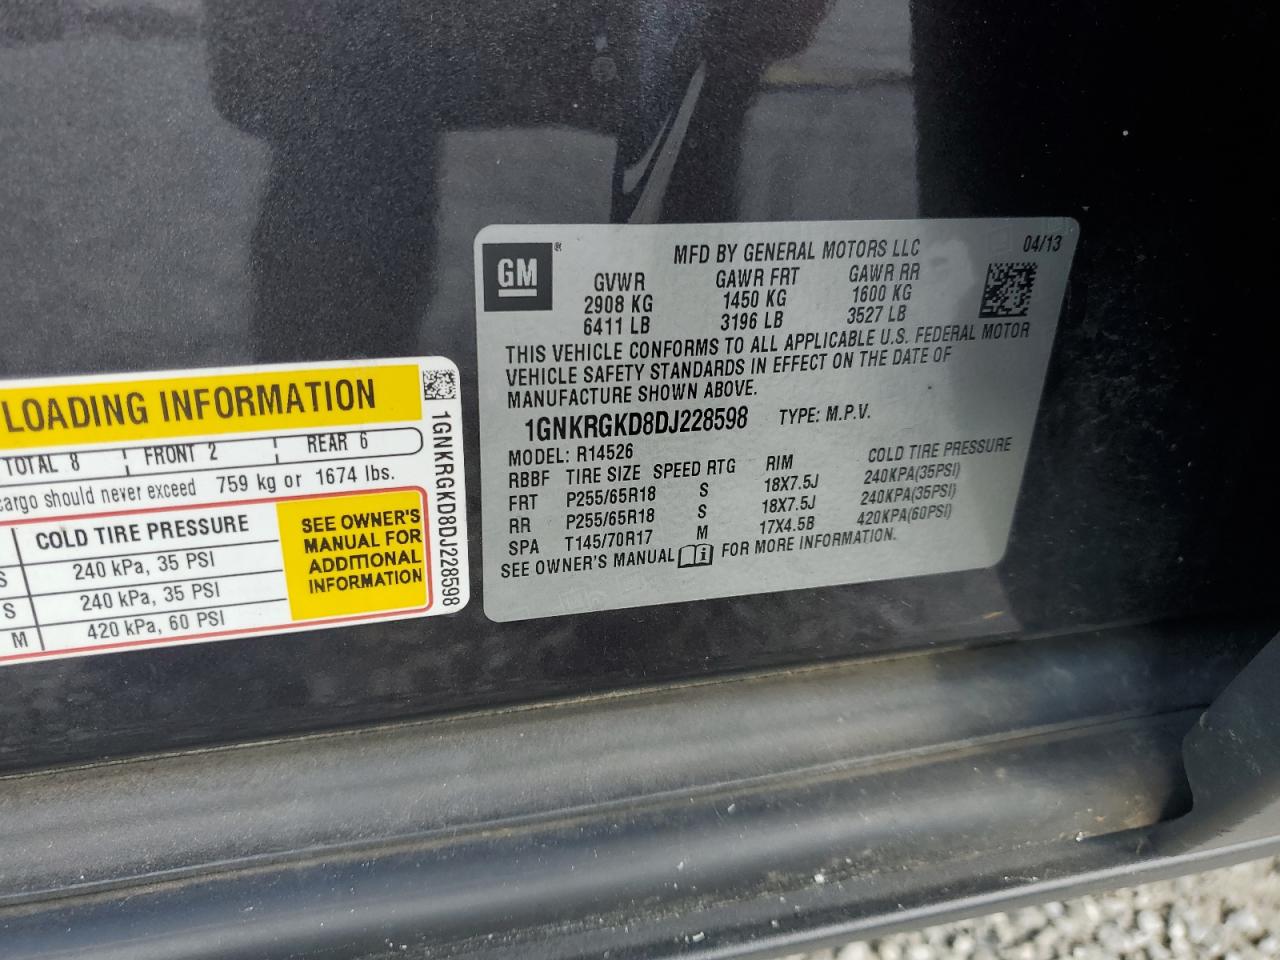 LOADING INFORMATION
TOTAL 8 FRONT 2 REAR 6
cargo should never exceed 759 kg or 1674 lbs.
COLD TIRE PRESSURE
S 240 kPa, 35 PSI
S 240 kPa, 35 PSI
M 420 kPa, 60 PSI
SEE OWNER'S
MANUAL FOR
ADDITIONAL
INFORMATION
1GNKRGKD8DJ228598
GM ®
MFD BY GENERAL MOTORS LLC 04/13
GVWR GAWR FRT GAWR RR
2908 KG 1450 KG 1600 KG
6411 LB 3196 LB 3527 LB
THIS VEHICLE CONFORMS TO ALL APPLICABLE U.S. FEDERAL MOTOR
VEHICLE SAFETY STANDARDS IN EFFECT ON THE DATE OF
MANUFACTURE SHOWN ABOVE.
1GNKRGKD8DJ228598 TYPE: M.P.V.
MODEL: R14526
RBBF TIRE SIZE SPEED RTG RIM COLD TIRE PRESSURE
FRT P255/65R18 S 18X7.5J 240KPA(35PSI)
RR P255/65R18 S 18X7.5J 240KPA(35PSI)
SPA T145/70R17 M 17X4.5B 420KPA(60PSI)
SEE OWNER'S MANUAL FOR MORE INFORMATION.